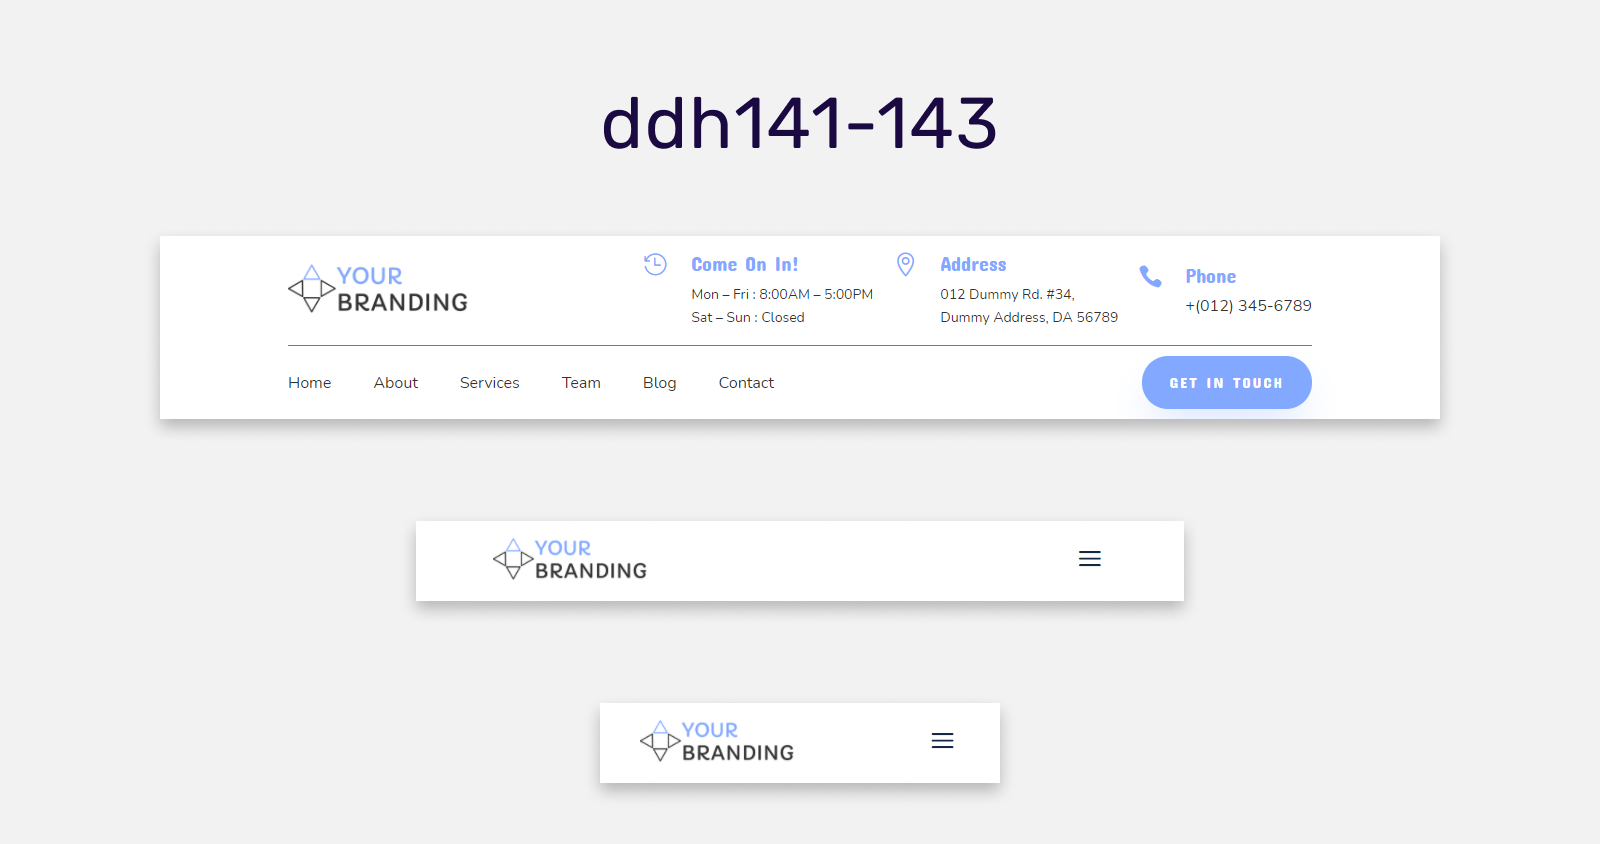 ddh141-143
YOUR
BRANDING
Come On In!
Mon – Fri : 8:00AM – 5:00PM
Sat – Sun : Closed
Address
012 Dummy Rd. #34,
Dummy Address, DA 56789
Phone
+(012) 345-6789
Home About Services Team Blog Contact
GET IN TOUCH
YOUR
BRANDING
YOUR
BRANDING